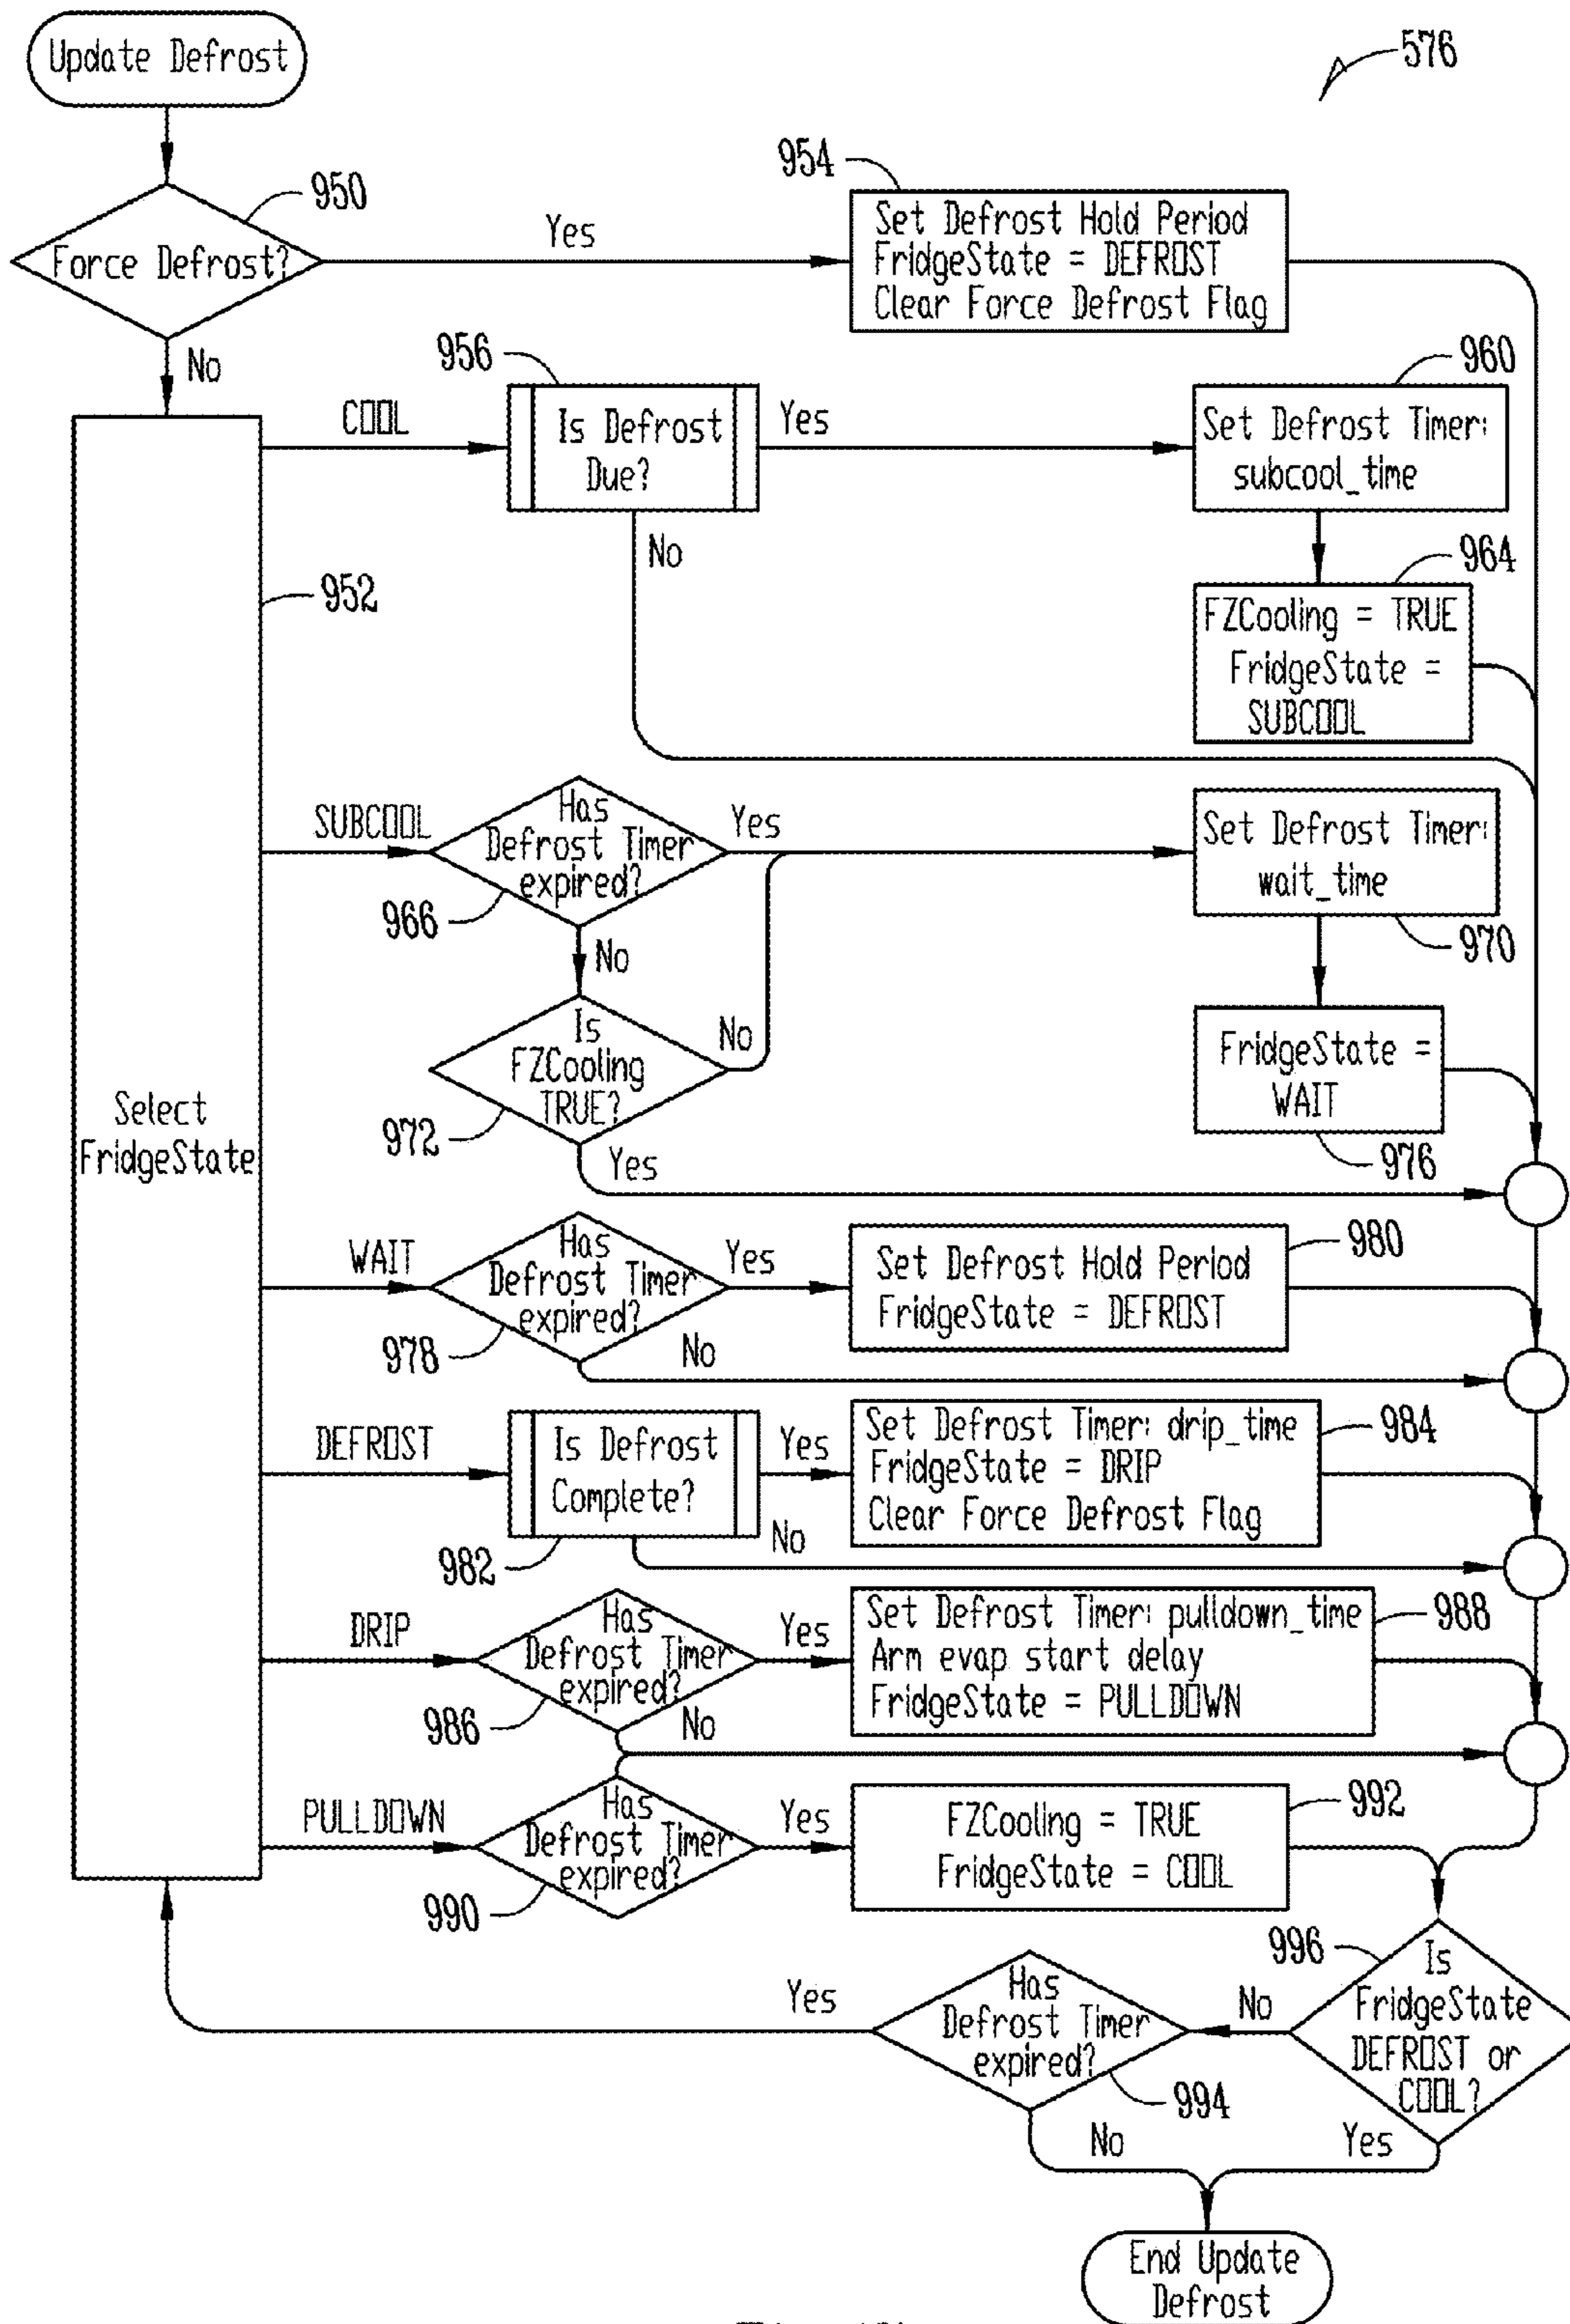 Update Defrost
576
950
Force Defrost?
Yes
No
954
Set Defrost Hold Period
FridgeState = DEFROST
Clear Force Defrost Flag
952
Select
FridgeState
COOL
956
Is Defrost
Due?
Yes
No
960
Set Defrost Timer:
subcool_time
964
FZCooling = TRUE
FridgeState =
SUBCOOL
SUBCOOL
Has
Defrost Timer
expired?
966
Yes
No
Set Defrost Timer:
wait_time
970
Is
FZCooling
TRUE?
972
No
Yes
FridgeState =
WAIT
976
WAIT
Has
Defrost Timer
expired?
978
Yes
No
Set Defrost Hold Period
FridgeState = DEFROST
980
DEFROST
Is Defrost
Complete?
982
Yes
No
Set Defrost Timer: drip_time
FridgeState = DRIP
Clear Force Defrost Flag
984
DRIP
Has
Defrost Timer
expired?
986
Yes
No
Set Defrost Timer: pulldown_time
Arm evap start delay
FridgeState = PULLDOWN
988
PULLDOWN
Has
Defrost Timer
expired?
990
Yes
FZCooling = TRUE
FridgeState = COOL
992
996
Is
FridgeState
DEFROST or
COOL?
No
Yes
Has
Defrost Timer
expired?
994
Yes
No
End Update
Defrost